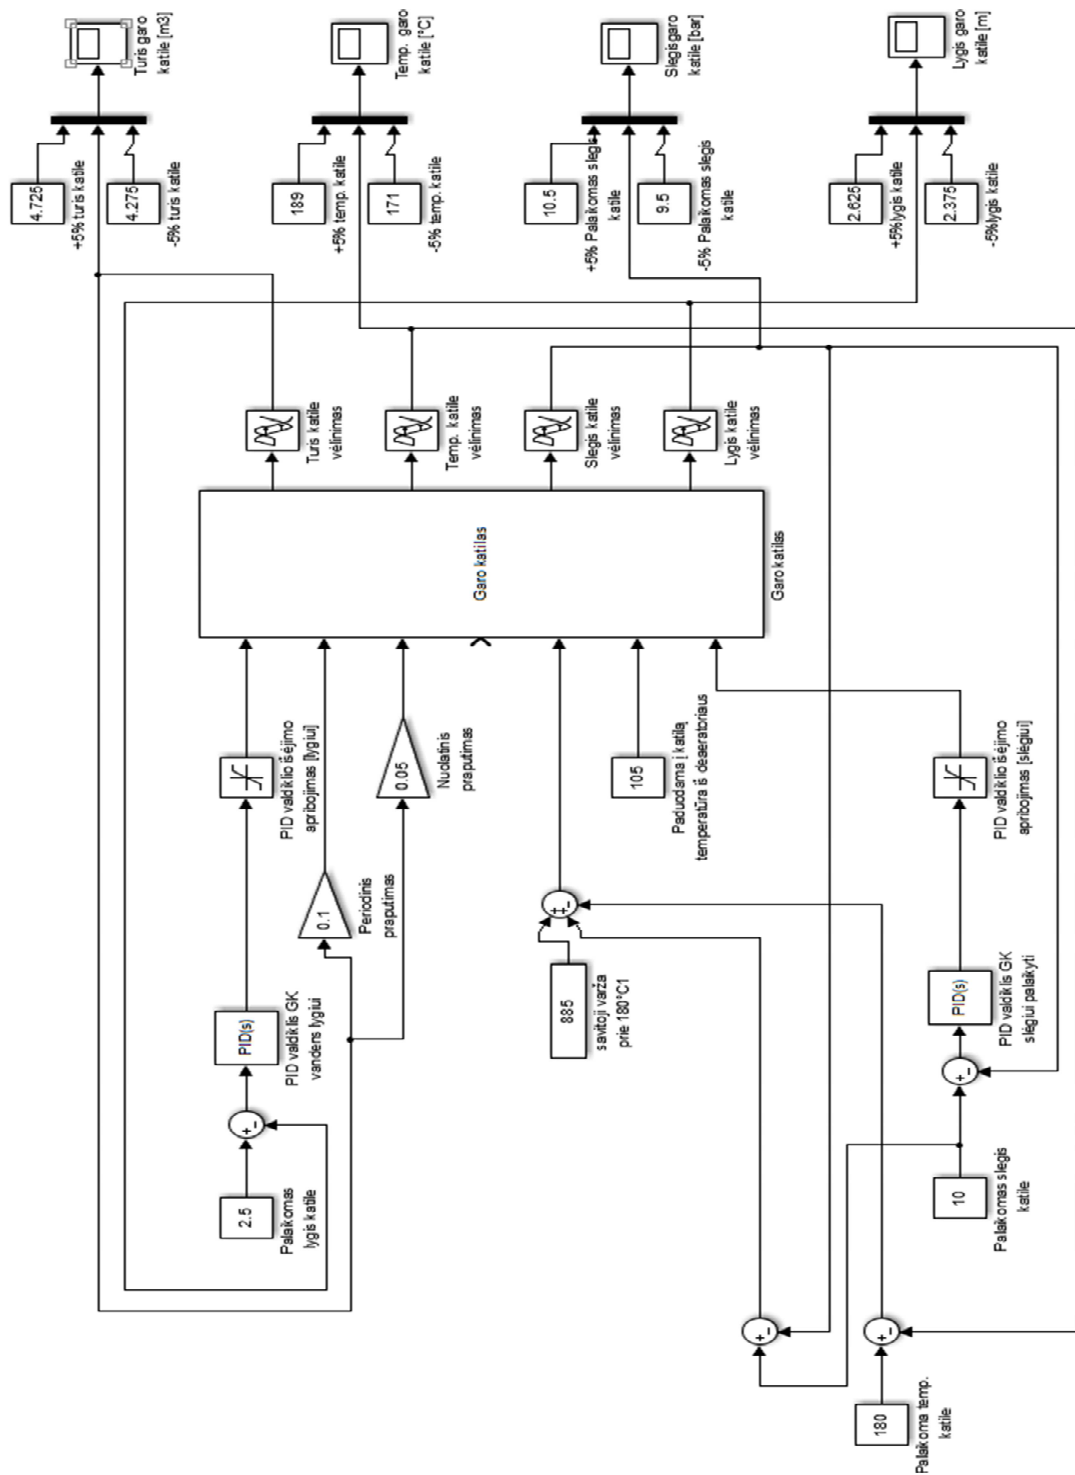 4.725
+5% turis katile
4.275
-5% turis katile
Turis garo
katile [m3]
189
+5% temp. katile
171
-5% temp. katile
Temp. garo
katile [°C]
10.5
+5% Palaikomas slegis
katile
9.5
-5% Palaikomas slegis
katile
Slegis garo
katile [bar]
2.625
+5%lygis katile
2.375
-5%lygis katile
Lygis garo
katile [m]
Turis katile
vėlinimas
Temp. katile
vėlinimas
Slegis katile
vėlinimas
Lygis katile
vėlinimas
Garo katilas
Garo katilas
PID valdiklio išėjimo
apribojimas [lygiui]
0.05
Nuolatinis
praputimas
0.1
Periodinis
praputimas
105
Paduodama į katilą
temperatūra iš deaeratoriaus
PID valdiklio išėjimo
apribojimas [slėgiui]
2.5
Palaikomas
lygis katile
PID(s)
PID valdiklis GK
vandens lygiui
885
savitoji varža
prie 180°C1
PID(s)
PID valdiklis GK
slėgiui palaikyti
10
Palaikomas slegis
katile
180
Palaikoma temp.
katile